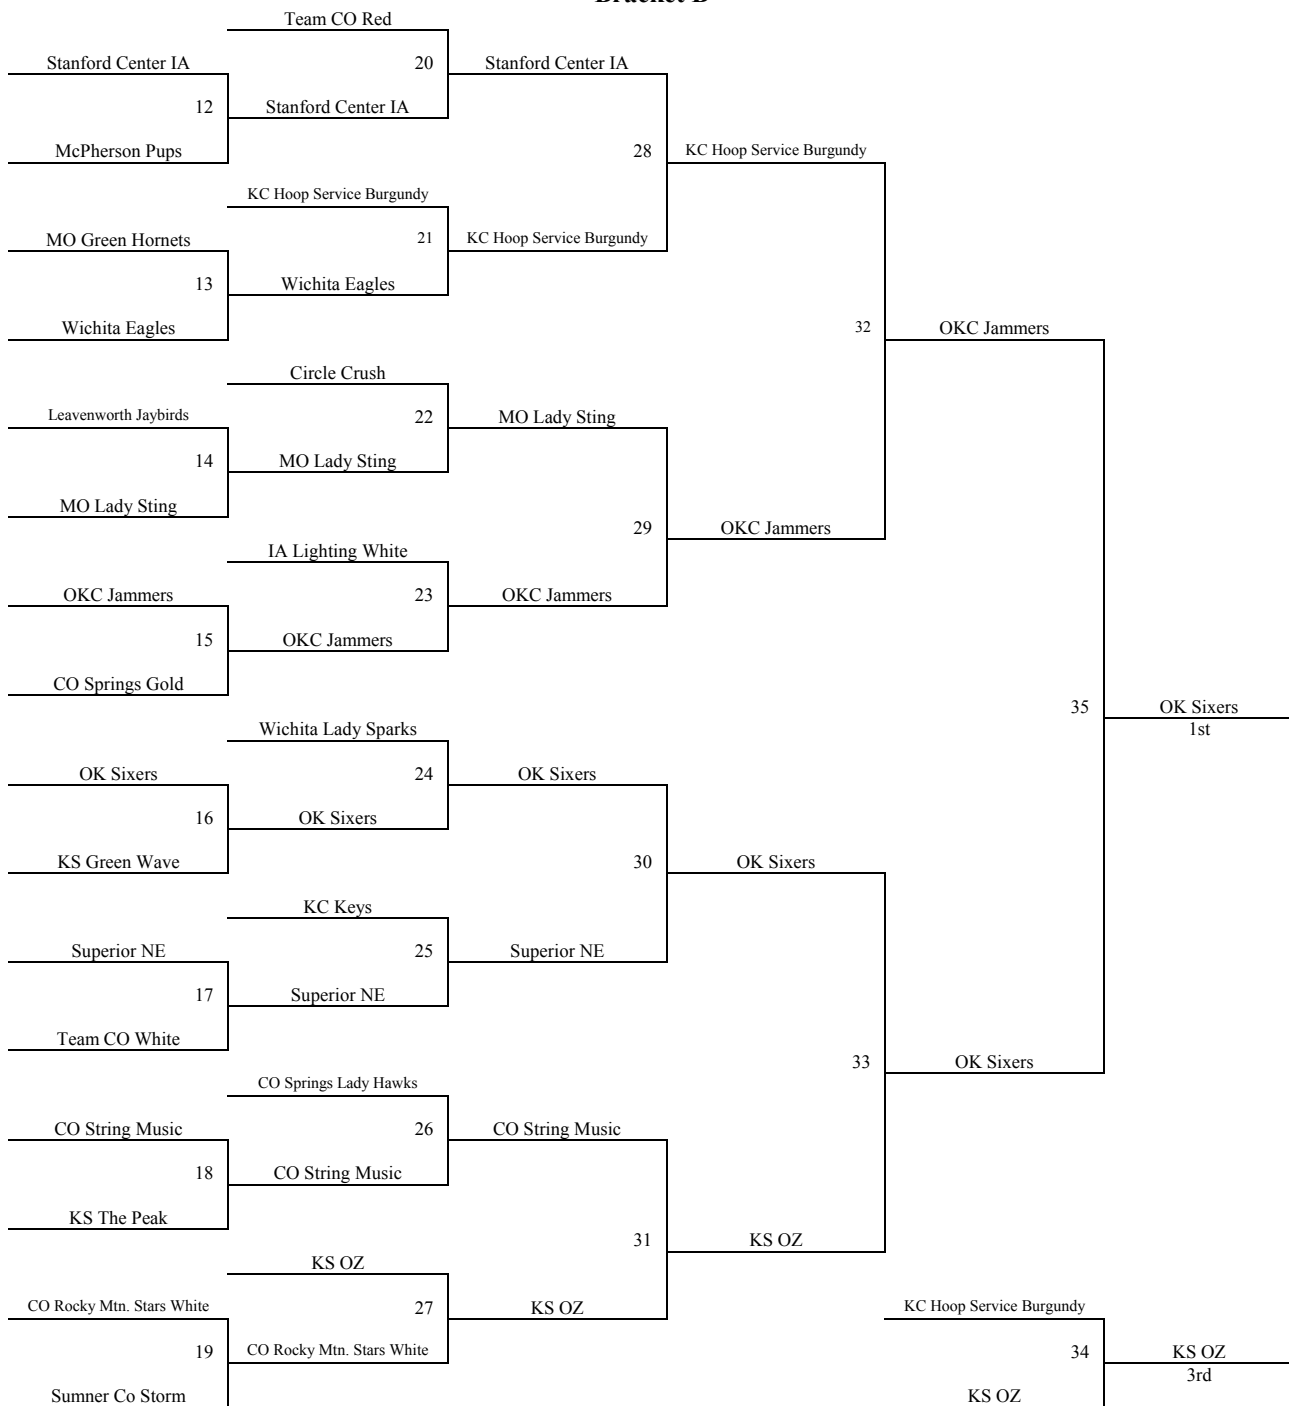 Team CO Red
Stanford Center IA
20
Stanford Center IA
12
Stanford Center IA
McPherson Pups
28
KC Hoop Service Burgundy
KC Hoop Service Burgundy
MO Green Hornets
21
KC Hoop Service Burgundy
13
Wichita Eagles
Wichita Eagles
32
OKC Jammers
Circle Crush
Leavenworth Jaybirds
22
MO Lady Sting
14
MO Lady Sting
MO Lady Sting
29
OKC Jammers
IA Lighting White
OKC Jammers
23
OKC Jammers
15
OKC Jammers
CO Springs Gold
35
OK Sixers
1st
Wichita Lady Sparks
OK Sixers
24
OK Sixers
16
OK Sixers
KS Green Wave
30
OK Sixers
KC Keys
Superior NE
25
Superior NE
17
Superior NE
Team CO White
33
OK Sixers
CO Springs Lady Hawks
CO String Music
26
CO String Music
18
CO String Music
KS The Peak
31
KS OZ
KS OZ
CO Rocky Mtn. Stars White
27
KS OZ
KC Hoop Service Burgundy
19
CO Rocky Mtn. Stars White
34
KS OZ
3rd
Sumner Co Storm
KS OZ